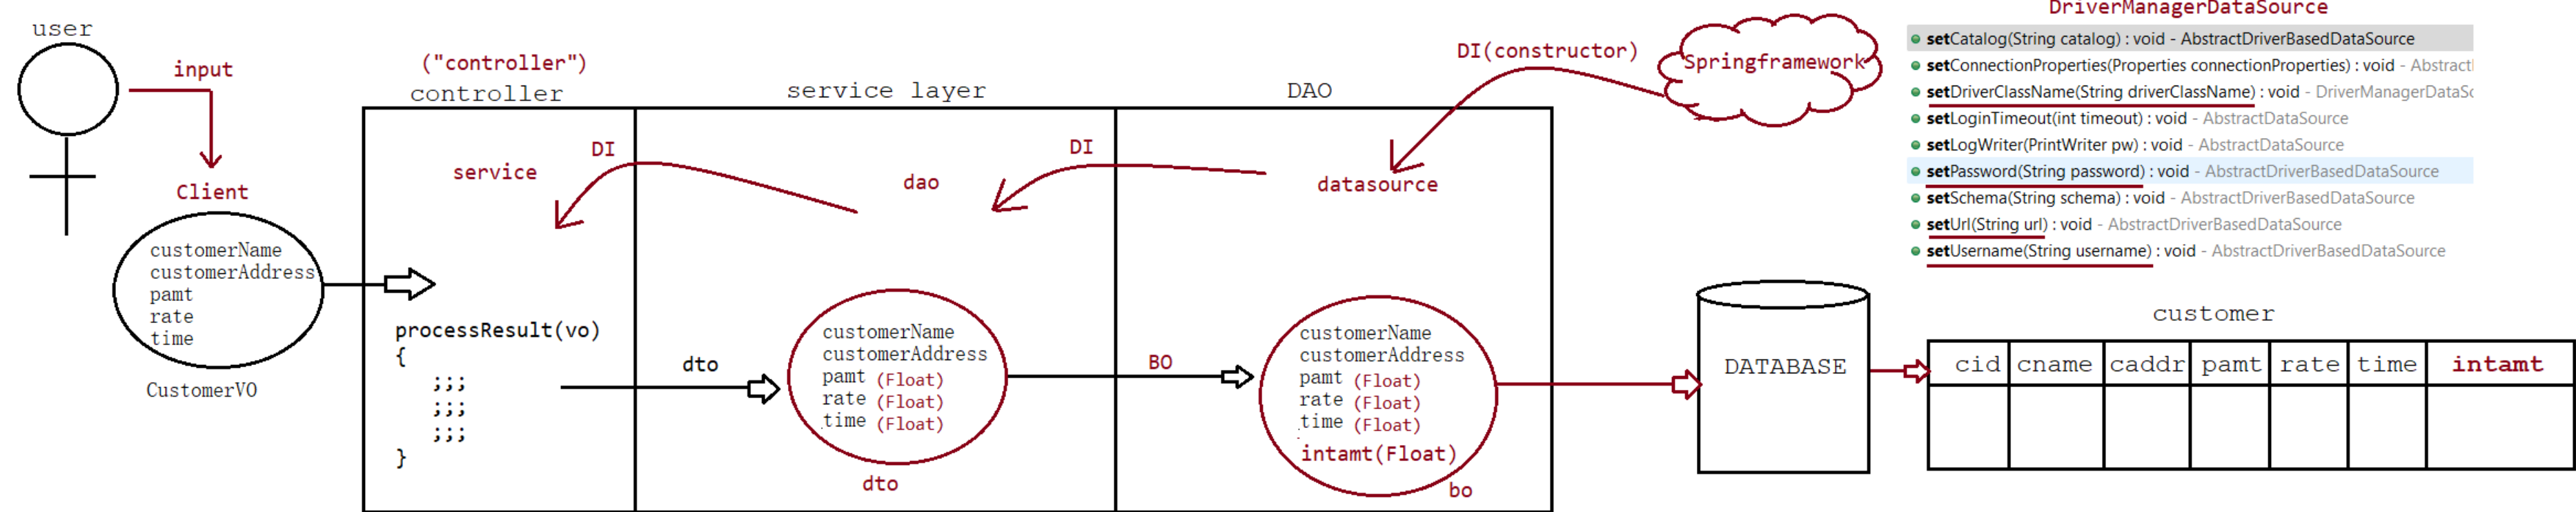 user
input
Client
customerName
customerAddress
pamt
rate
time
CustomerVO
("controller")
controller
service
processResult(vo)
{
;;;
;;;
;;;
}
service layer
DI
dao
dto
customerName
customerAddress
pamt (Float)
rate (Float)
time (Float)
dto
DAO
DI
DI(constructor)
Springframework
datasource
BO
customerName
customerAddress
pamt (Float)
rate (Float)
time (Float)
intamt(Float)
bo
DATABASE
DriverManagerDataSource
setCatalog(String catalog) : void - AbstractDriverBasedDataSource
setConnectionProperties(Properties connectionProperties) : void - Abstract
setDriverClassName(String driverClassName) : void - DriverManagerDataSc
setLoginTimeout(int timeout) : void - AbstractDataSource
setLogWriter(PrintWriter pw) : void - AbstractDataSource
setPassword(String password) : void - AbstractDriverBasedDataSource
setSchema(String schema) : void - AbstractDriverBasedDataSource
setUrl(String url) : void - AbstractDriverBasedDataSource
setUsername(String username) : void - AbstractDriverBasedDataSource
customer
cid cname caddr pamt rate time intamt